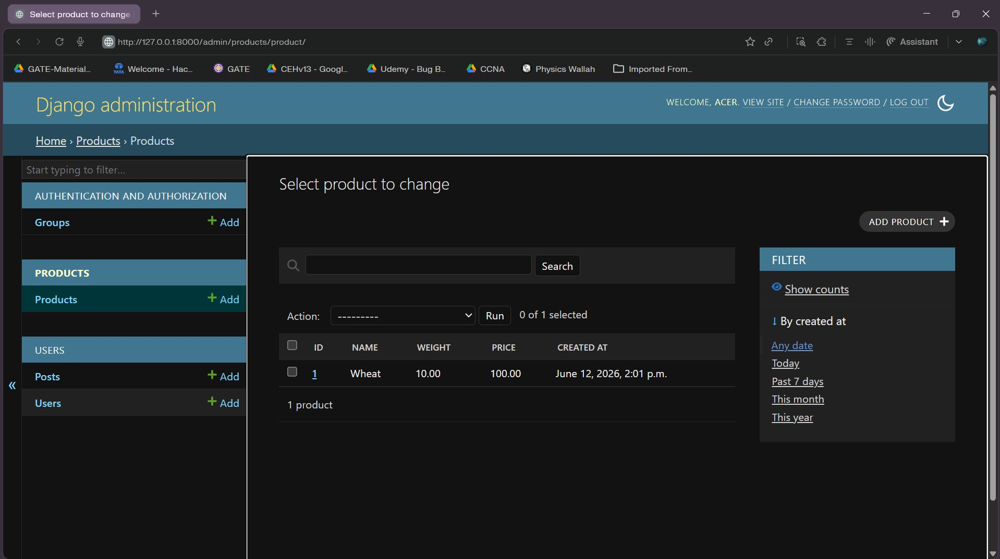 Select product to change
http://127.0.0.1:8000/admin/products/product/
Assistant
GATE-Material...
TATA
Welcome - Hac...
GATE
CEHv13 - Googl...
Udemy - Bug B...
CCNA
Physics Wallah
Imported From...
Django administration
WELCOME, ACER. VIEW SITE / CHANGE PASSWORD / LOG OUT
Home › Products › Products
Start typing to filter...
AUTHENTICATION AND AUTHORIZATION
Groups
+ Add
PRODUCTS
Products
+ Add
USERS
Posts
+ Add
Users
+ Add
«
Select product to change
ADD PRODUCT +
Search
Action:
---------
Run
0 of 1 selected
ID NAME WEIGHT PRICE CREATED AT
1 Wheat 10.00 100.00 June 12, 2026, 2:01 p.m.
1 product
FILTER
Show counts
↓ By created at
Any date
Today
Past 7 days
This month
This year